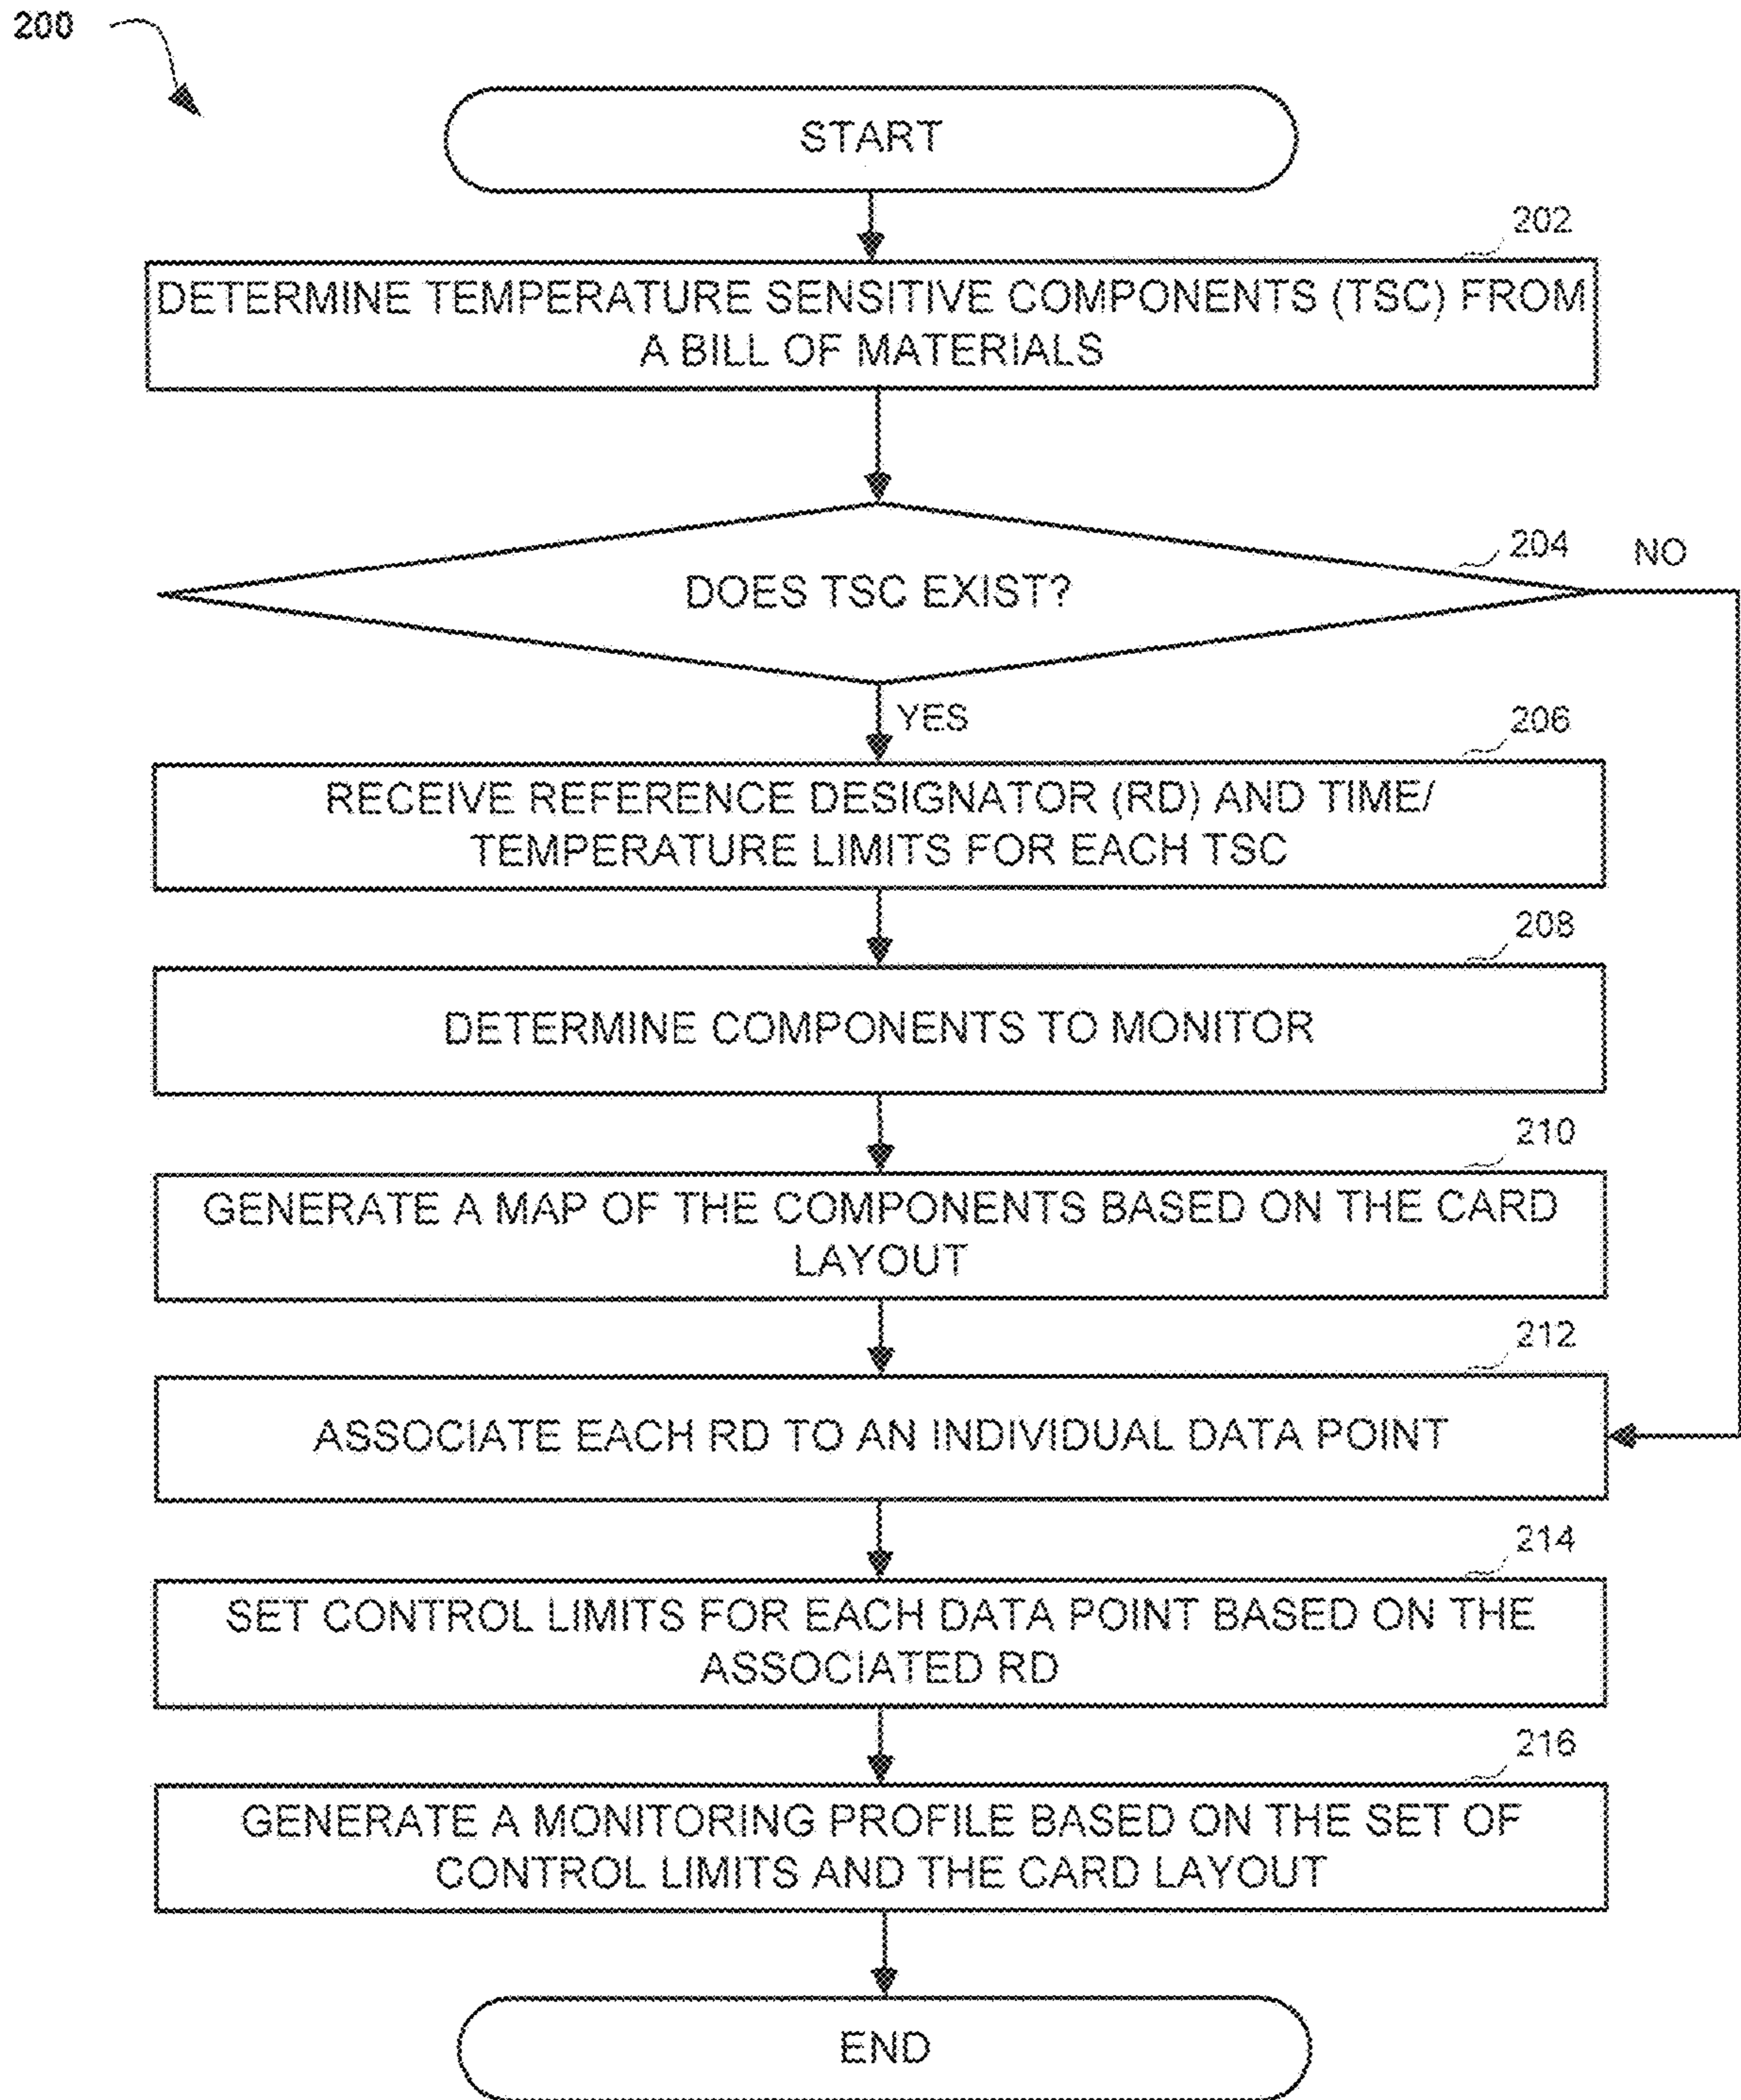 200
START
202
DETERMINE TEMPERATURE SENSITIVE COMPONENTS (TSC) FROM
A BILL OF MATERIALS
204
NO
DOES TSC EXIST?
YES
206
RECEIVE REFERENCE DESIGNATOR (RD) AND TIME/
TEMPERATURE LIMITS FOR EACH TSC
208
DETERMINE COMPONENTS TO MONITOR
210
GENERATE A MAP OF THE COMPONENTS BASED ON THE CARD
LAYOUT
212
ASSOCIATE EACH RD TO AN INDIVIDUAL DATA POINT
214
SET CONTROL LIMITS FOR EACH DATA POINT BASED ON THE
ASSOCIATED RD
216
GENERATE A MONITORING PROFILE BASED ON THE SET OF
CONTROL LIMITS AND THE CARD LAYOUT
END